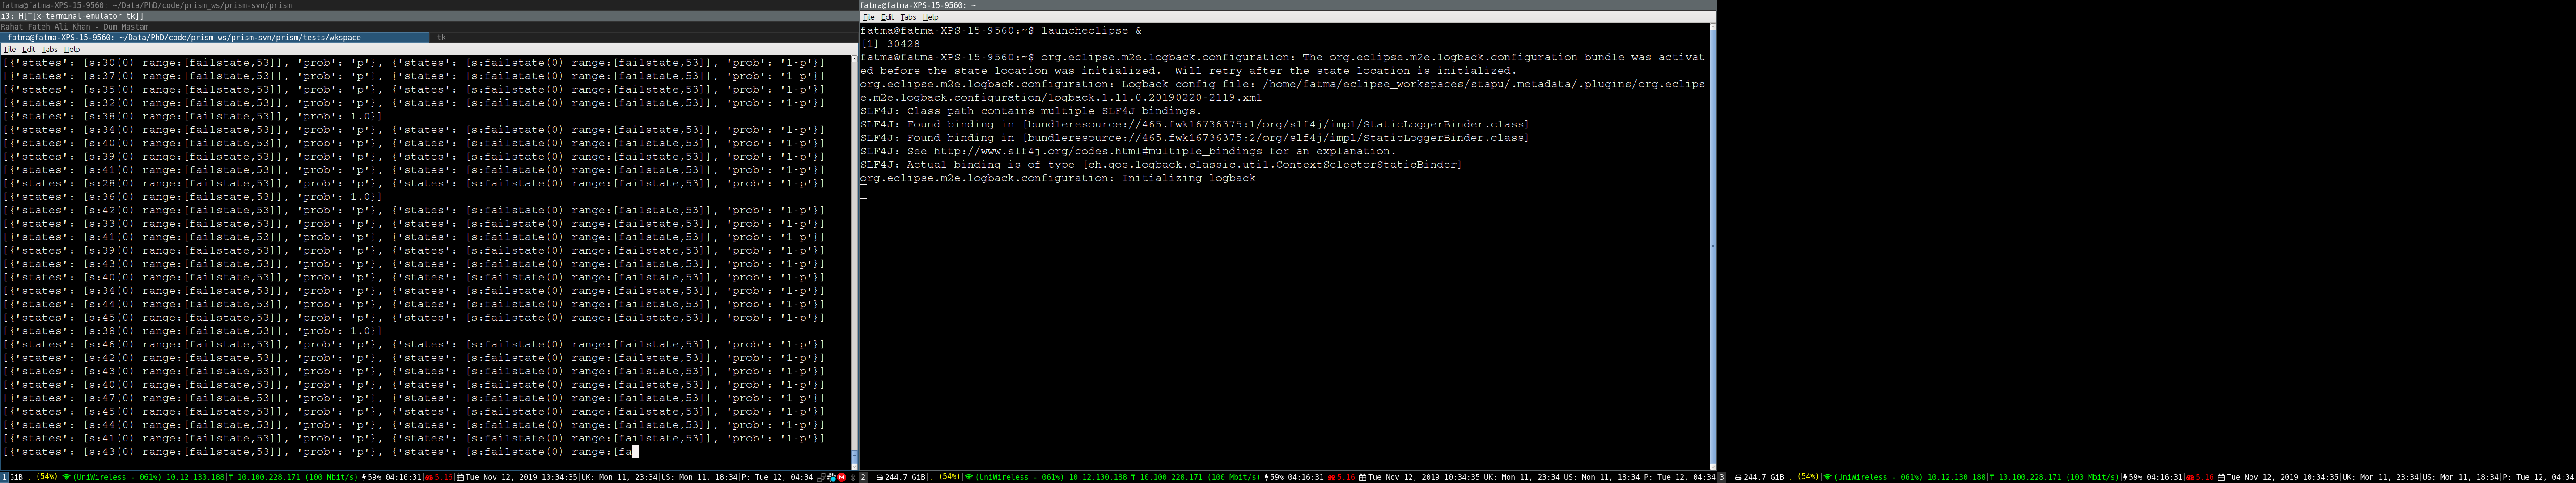 fatma@fatma-XPS-15-9560: ~/Data/PhD/code/prism_ws/prism-svn/prism
i3: H[T[x-terminal-emulator tk]]
Rahat Fateh Ali Khan - Dum Mastam
fatma@fatma-XPS-15-9560: ~/Data/PhD/code/prism_ws/prism-svn/prism/tests/wkspace
tk
File Edit Tabs Help
[{'states': [s:30(0) range:[failstate,53]], 'prob': 'p'}, {'states': [s:failstate(0) range:[failstate,53]], 'prob': '1-p'}]
[{'states': [s:37(0) range:[failstate,53]], 'prob': 'p'}, {'states': [s:failstate(0) range:[failstate,53]], 'prob': '1-p'}]
[{'states': [s:35(0) range:[failstate,53]], 'prob': 'p'}, {'states': [s:failstate(0) range:[failstate,53]], 'prob': '1-p'}]
[{'states': [s:32(0) range:[failstate,53]], 'prob': 'p'}, {'states': [s:failstate(0) range:[failstate,53]], 'prob': '1-p'}]
[{'states': [s:38(0) range:[failstate,53]], 'prob': 1.0}]
[{'states': [s:34(0) range:[failstate,53]], 'prob': 'p'}, {'states': [s:failstate(0) range:[failstate,53]], 'prob': '1-p'}]
[{'states': [s:40(0) range:[failstate,53]], 'prob': 'p'}, {'states': [s:failstate(0) range:[failstate,53]], 'prob': '1-p'}]
[{'states': [s:39(0) range:[failstate,53]], 'prob': 'p'}, {'states': [s:failstate(0) range:[failstate,53]], 'prob': '1-p'}]
[{'states': [s:41(0) range:[failstate,53]], 'prob': 'p'}, {'states': [s:failstate(0) range:[failstate,53]], 'prob': '1-p'}]
[{'states': [s:28(0) range:[failstate,53]], 'prob': 'p'}, {'states': [s:failstate(0) range:[failstate,53]], 'prob': '1-p'}]
[{'states': [s:36(0) range:[failstate,53]], 'prob': 1.0}]
[{'states': [s:42(0) range:[failstate,53]], 'prob': 'p'}, {'states': [s:failstate(0) range:[failstate,53]], 'prob': '1-p'}]
[{'states': [s:33(0) range:[failstate,53]], 'prob': 'p'}, {'states': [s:failstate(0) range:[failstate,53]], 'prob': '1-p'}]
[{'states': [s:41(0) range:[failstate,53]], 'prob': 'p'}, {'states': [s:failstate(0) range:[failstate,53]], 'prob': '1-p'}]
[{'states': [s:39(0) range:[failstate,53]], 'prob': 'p'}, {'states': [s:failstate(0) range:[failstate,53]], 'prob': '1-p'}]
[{'states': [s:43(0) range:[failstate,53]], 'prob': 'p'}, {'states': [s:failstate(0) range:[failstate,53]], 'prob': '1-p'}]
[{'states': [s:40(0) range:[failstate,53]], 'prob': 'p'}, {'states': [s:failstate(0) range:[failstate,53]], 'prob': '1-p'}]
[{'states': [s:34(0) range:[failstate,53]], 'prob': 'p'}, {'states': [s:failstate(0) range:[failstate,53]], 'prob': '1-p'}]
[{'states': [s:44(0) range:[failstate,53]], 'prob': 'p'}, {'states': [s:failstate(0) range:[failstate,53]], 'prob': '1-p'}]
[{'states': [s:45(0) range:[failstate,53]], 'prob': 'p'}, {'states': [s:failstate(0) range:[failstate,53]], 'prob': '1-p'}]
[{'states': [s:38(0) range:[failstate,53]], 'prob': 1.0}]
[{'states': [s:46(0) range:[failstate,53]], 'prob': 'p'}, {'states': [s:failstate(0) range:[failstate,53]], 'prob': '1-p'}]
[{'states': [s:42(0) range:[failstate,53]], 'prob': 'p'}, {'states': [s:failstate(0) range:[failstate,53]], 'prob': '1-p'}]
[{'states': [s:43(0) range:[failstate,53]], 'prob': 'p'}, {'states': [s:failstate(0) range:[failstate,53]], 'prob': '1-p'}]
[{'states': [s:40(0) range:[failstate,53]], 'prob': 'p'}, {'states': [s:failstate(0) range:[failstate,53]], 'prob': '1-p'}]
[{'states': [s:47(0) range:[failstate,53]], 'prob': 'p'}, {'states': [s:failstate(0) range:[failstate,53]], 'prob': '1-p'}]
[{'states': [s:45(0) range:[failstate,53]], 'prob': 'p'}, {'states': [s:failstate(0) range:[failstate,53]], 'prob': '1-p'}]
[{'states': [s:44(0) range:[failstate,53]], 'prob': 'p'}, {'states': [s:failstate(0) range:[failstate,53]], 'prob': '1-p'}]
[{'states': [s:41(0) range:[failstate,53]], 'prob': 'p'}, {'states': [s:failstate(0) range:[failstate,53]], 'prob': '1-p'}]
[{'states': [s:43(0) range:[failstate,53]], 'prob': 'p'}, {'states': [s:failstate(0) range:[fa
1 GiB| (54%)|(UniWireless - 061%) 10.12.130.188|T 10.100.228.171 (100 Mbit/s)|59% 04:16:31|5.16|Tue Nov 12, 2019 10:34:35|UK: Mon 11, 23:34|US: Mon 11, 18:34|P: Tue 12, 04:34
fatma@fatma-XPS-15-9560: ~
File Edit Tabs Help
fatma@fatma-XPS-15-9560:~$ launcheclipse &
[1] 30428
fatma@fatma-XPS-15-9560:~$ org.eclipse.m2e.logback.configuration: The org.eclipse.m2e.logback.configuration bundle was activat
ed before the state location was initialized.  Will retry after the state location is initialized.
org.eclipse.m2e.logback.configuration: Logback config file: /home/fatma/eclipse_workspaces/stapu/.metadata/.plugins/org.eclips
e.m2e.logback.configuration/logback.1.11.0.20190220-2119.xml
SLF4J: Class path contains multiple SLF4J bindings.
SLF4J: Found binding in [bundleresource://465.fwk16736375:1/org/slf4j/impl/StaticLoggerBinder.class]
SLF4J: Found binding in [bundleresource://465.fwk16736375:2/org/slf4j/impl/StaticLoggerBinder.class]
SLF4J: See http://www.slf4j.org/codes.html#multiple_bindings for an explanation.
SLF4J: Actual binding is of type [ch.qos.logback.classic.util.ContextSelectorStaticBinder]
org.eclipse.m2e.logback.configuration: Initializing logback
2 244.7 GiB| (54%)|(UniWireless - 061%) 10.12.130.188|T 10.100.228.171 (100 Mbit/s)|59% 04:16:31|5.16|Tue Nov 12, 2019 10:34:35|UK: Mon 11, 23:34|US: Mon 11, 18:34|P: Tue 12, 04:34
3 244.7 GiB| (54%)|(UniWireless - 061%) 10.12.130.188|T 10.100.228.171 (100 Mbit/s)|59% 04:16:31|5.16|Tue Nov 12, 2019 10:34:35|UK: Mon 11, 23:34|US: Mon 11, 18:34|P: Tue 12, 04:34